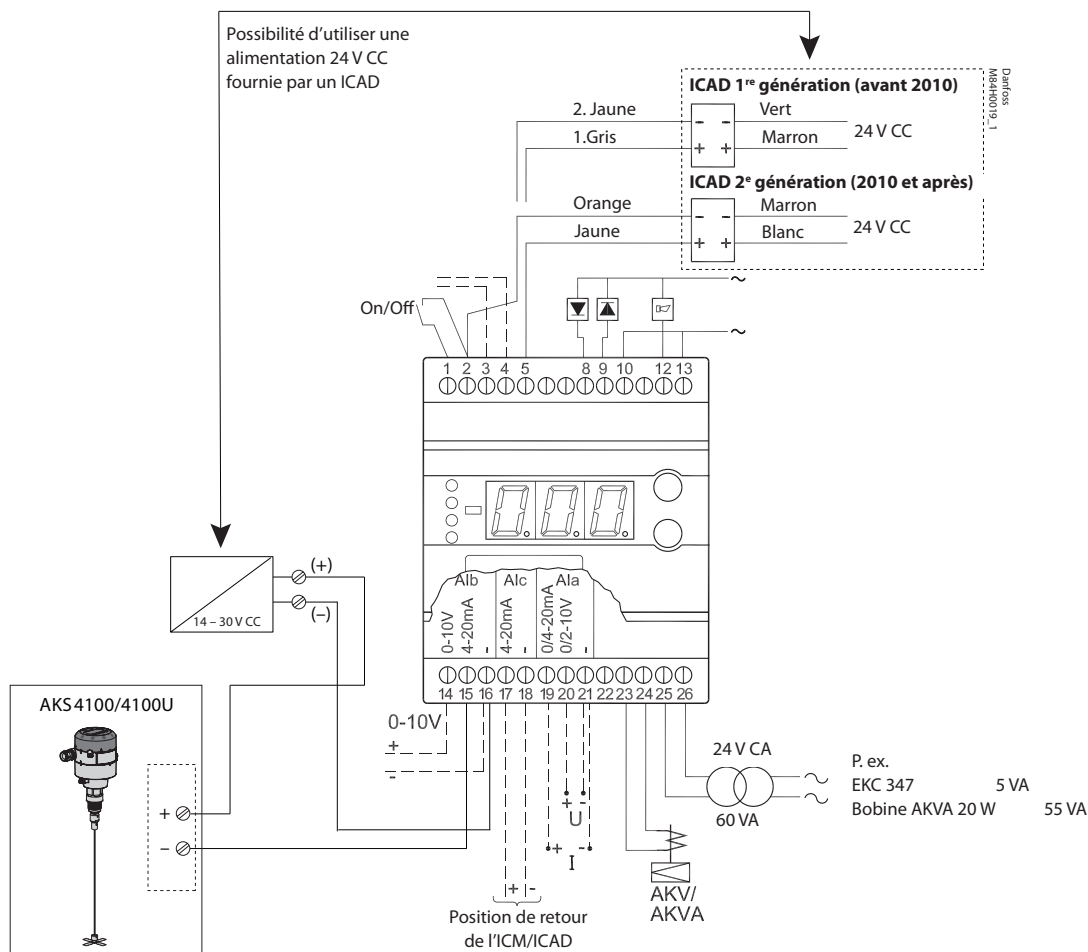 Possibilité d'utiliser une
alimentation 24 V CC
fournie par un ICAD
ICAD 1re génération (avant 2010)
2. Jaune
- -
Vert
1.Gris
+ +
Marron
24 V CC
ICAD 2e génération (2010 et après)
Orange
- -
Marron
Jaune
+ +
Blanc
24 V CC
Danfoss
M84H0019_1
On/Off
~
~
1 2 3 4 5 8 9 10 12 13
14 – 30 V CC
(+)
(–)
AIb
AIc
AIa
0-10V
4-20mA
-
4-20mA
-
0/4-20mA
0/2-10V
-
14 15 16 17 18 19 20 21 22 23 24 25 26
AKS 4100/4100U
+
–
0-10V
+
-
+ -
U
+ -
I
+ -
Position de retour
de l'ICM/ICAD
AKV/
AKVA
24 V CA
60 VA
~
~
P. ex.
EKC 347 5 VA
Bobine AKVA 20 W 55 VA